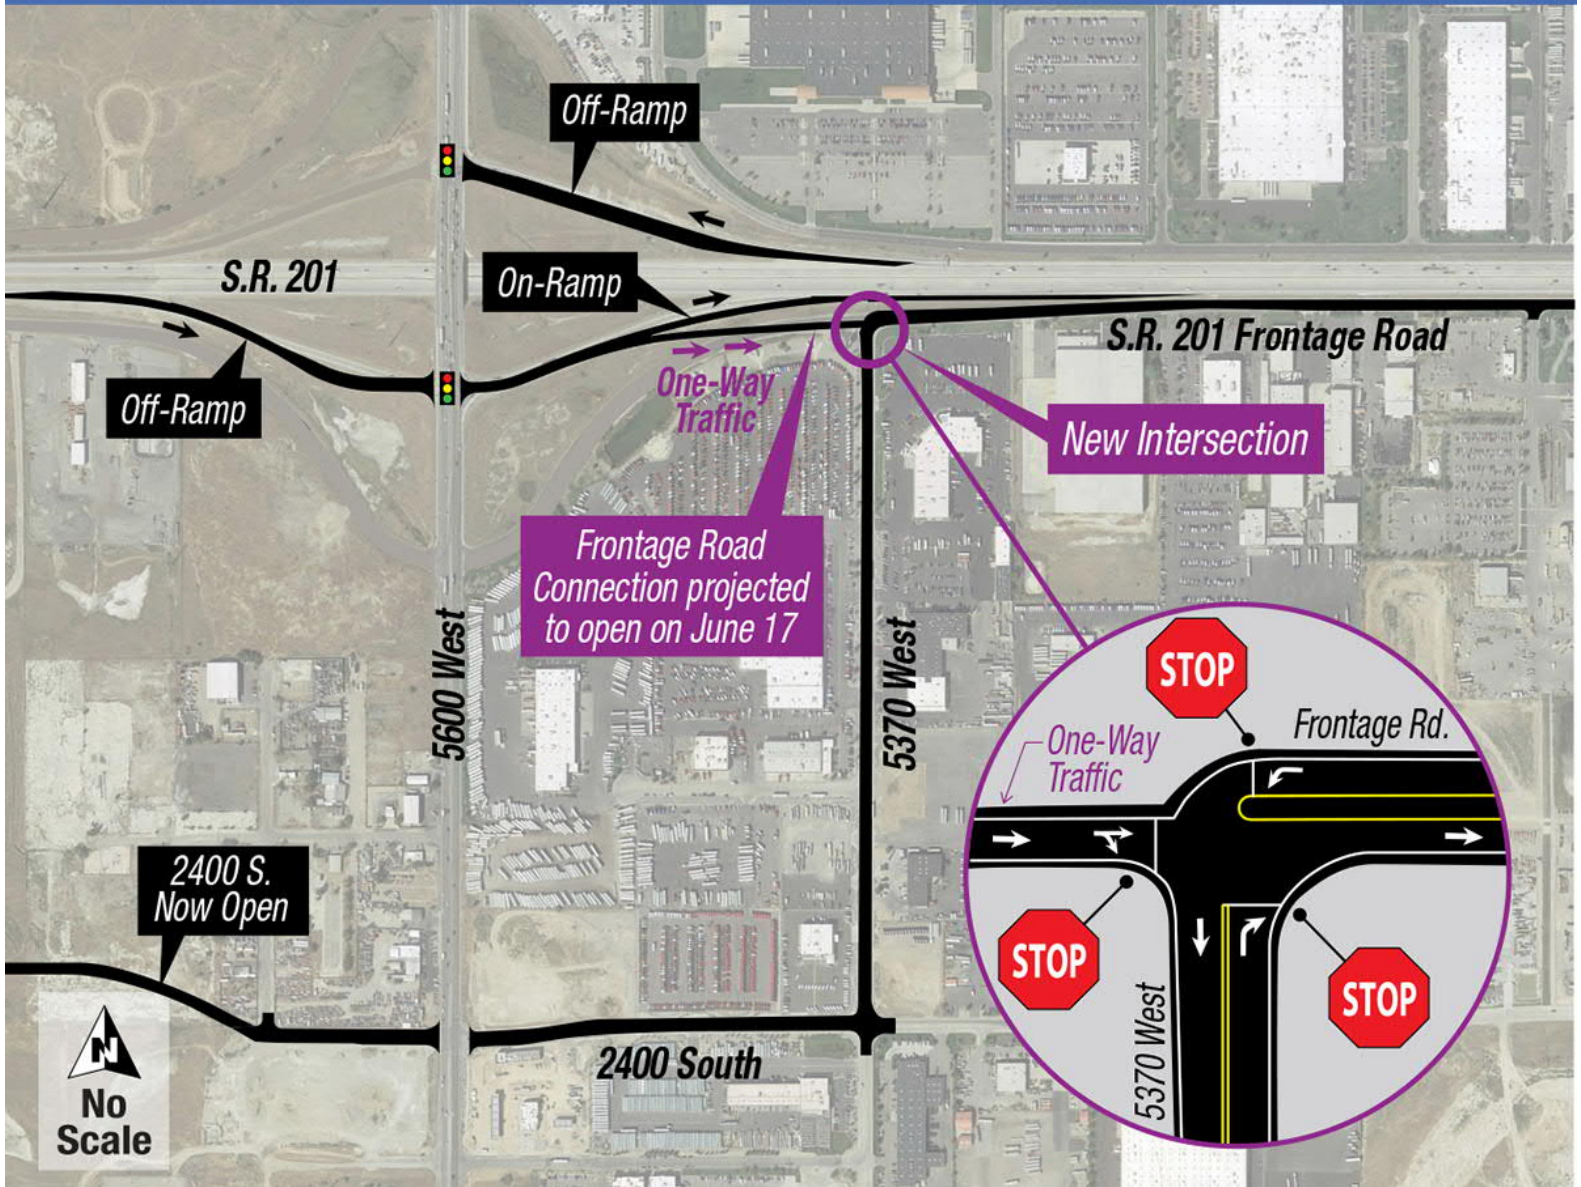 Off-Ramp
S.R. 201
On-Ramp
S.R. 201 Frontage Road
Off-Ramp
One-Way
Traffic
New Intersection
Frontage Road
Connection projected
to open on June 17
5600 West
5370 West
STOP
Frontage Rd.
One-Way
Traffic
2400 S.
Now Open
STOP
STOP
5370 West
2400 South
N
No
Scale